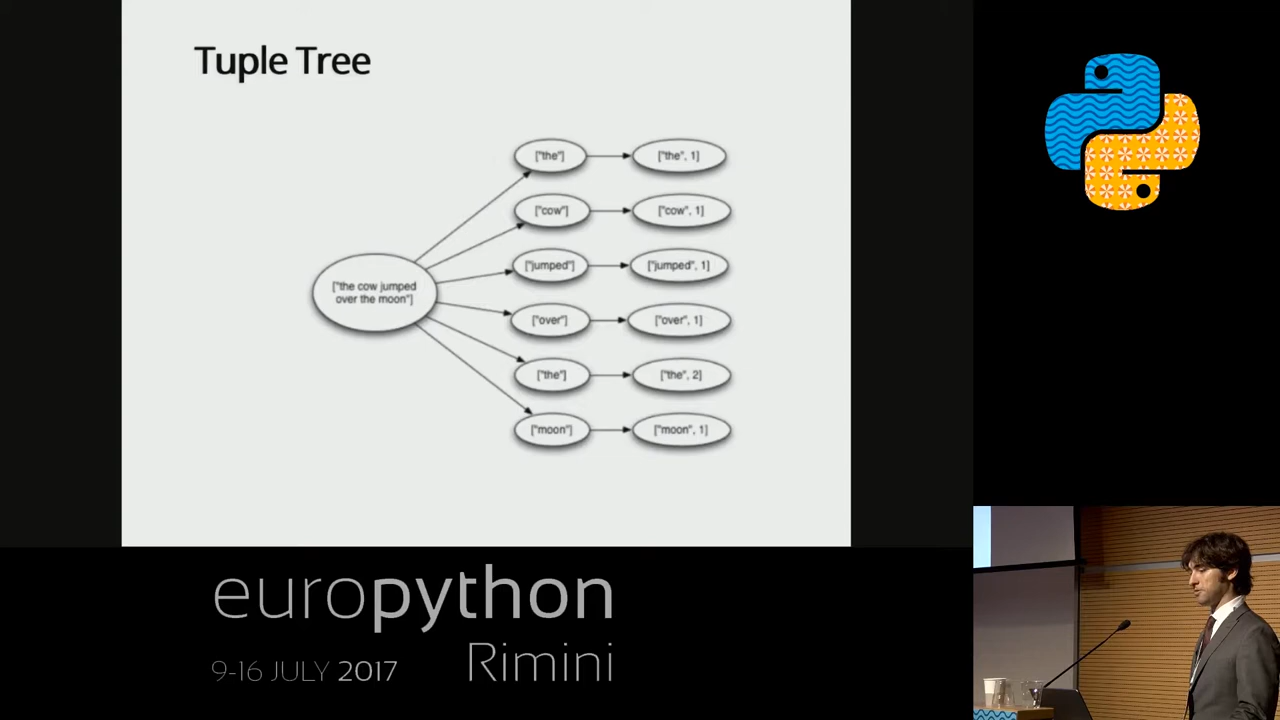 Tuple Tree
["the"]
["the", 1]
["cow"]
["cow", 1]
["jumped"]
["jumped", 1]
["the cow jumped
over the moon"]
["over"]
["over", 1]
["the"]
["the", 2]
["moon"]
["moon", 1]
europython
9-16 JULY 2017
Rimini